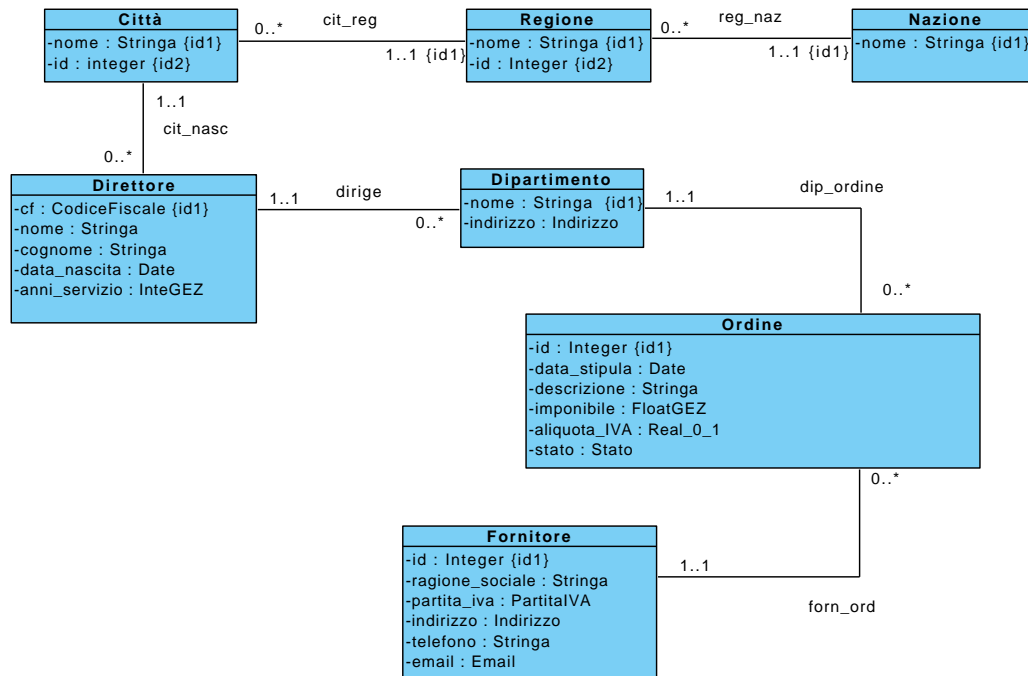 Città
-nome : Stringa {id1}
-id : integer {id2}
0..*
cit_reg
1..1 {id1}
Regione
-nome : Stringa {id1}
-id : Integer {id2}
0..*
reg_naz
1..1 {id1}
Nazione
-nome : Stringa {id1}
1..1
cit_nasc
0..*
Direttore
-cf : CodiceFiscale {id1}
-nome : Stringa
-cognome : Stringa
-data_nascita : Date
-anni_servizio : InteGEZ
1..1
dirige
0..*
Dipartimento
-nome : Stringa {id1}
-indirizzo : Indirizzo
1..1
dip_ordine
0..*
Ordine
-id : Integer {id1}
-data_stipula : Date
-descrizione : Stringa
-imponibile : FloatGEZ
-aliquota_IVA : Real_0_1
-stato : Stato
0..*
Fornitore
-id : Integer {id1}
-ragione_sociale : Stringa
-partita_iva : PartitaIVA
-indirizzo : Indirizzo
-telefono : Stringa
-email : Email
1..1
forn_ord